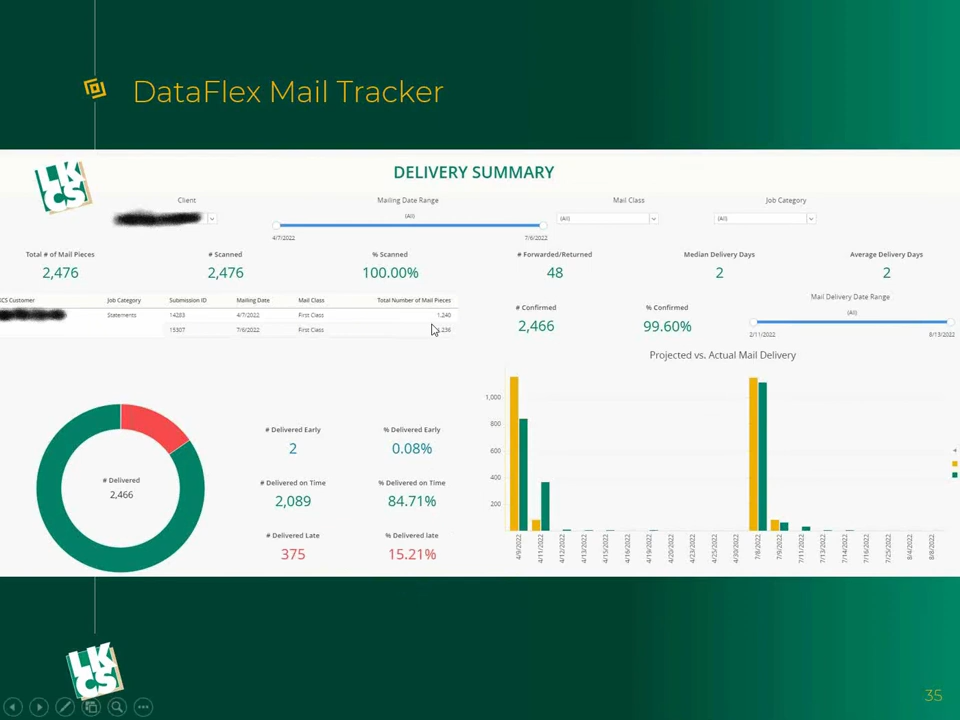 DataFlex Mail Tracker
LK
CS
DELIVERY SUMMARY
Client
Mailing Date Range
Mail Class
Job Category
(All)
(All)
(All)
4/7/2022
7/6/2022
Total # of Mail Pieces
# Scanned
% Scanned
# Forwarded/Returned
Median Delivery Days
Average Delivery Days
2,476
2,476
100.00%
48
2
2
CS Customer
Job Category
Submission ID
Mailing Date
Mail Class
Total Number of Mail Pieces
Statements
14283
4/7/2022
First Class
1,240
15307
7/6/2022
First Class
# Confirmed
% Confirmed
Mail Delivery Date Range
(All)
2,466
99.60%
2/11/2022
8/13/2022
Projected vs. Actual Mail Delivery
1,000
800
600
400
200
4/9/2022
4/11/2022
4/12/2022
4/13/2022
4/15/2022
4/16/2022
4/19/2022
4/20/2022
4/23/2022
4/25/2022
4/30/2022
7/8/2022
7/9/2022
7/11/2022
7/13/2022
7/14/2022
7/16/2022
7/25/2022
8/4/2022
8/8/2022
# Delivered
2,466
# Delivered Early
% Delivered Early
2
0.08%
# Delivered on Time
% Delivered on Time
2,089
84.71%
# Delivered Late
% Delivered late
375
15.21%
LK
CS
35